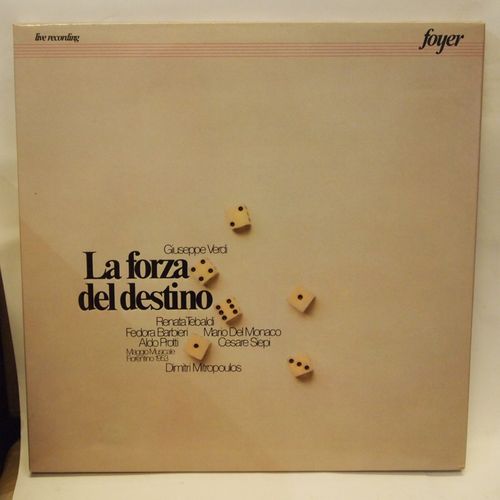 live recording
foyer
Giuseppe Verdi
La forza
del destino
Renata Tebaldi
Fedora Barbieri Mario Del Monaco
Aldo Protti Cesare Siepi
Maggio Musicale
Fiorentino 1953
Dimitri Mitropoulos